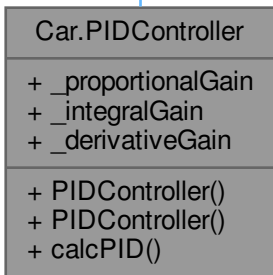 Car.PIDController
+ _proportionalGain
+ _integralGain
+ _derivativeGain
+ PIDController()
+ PIDController()
+ calcPID()